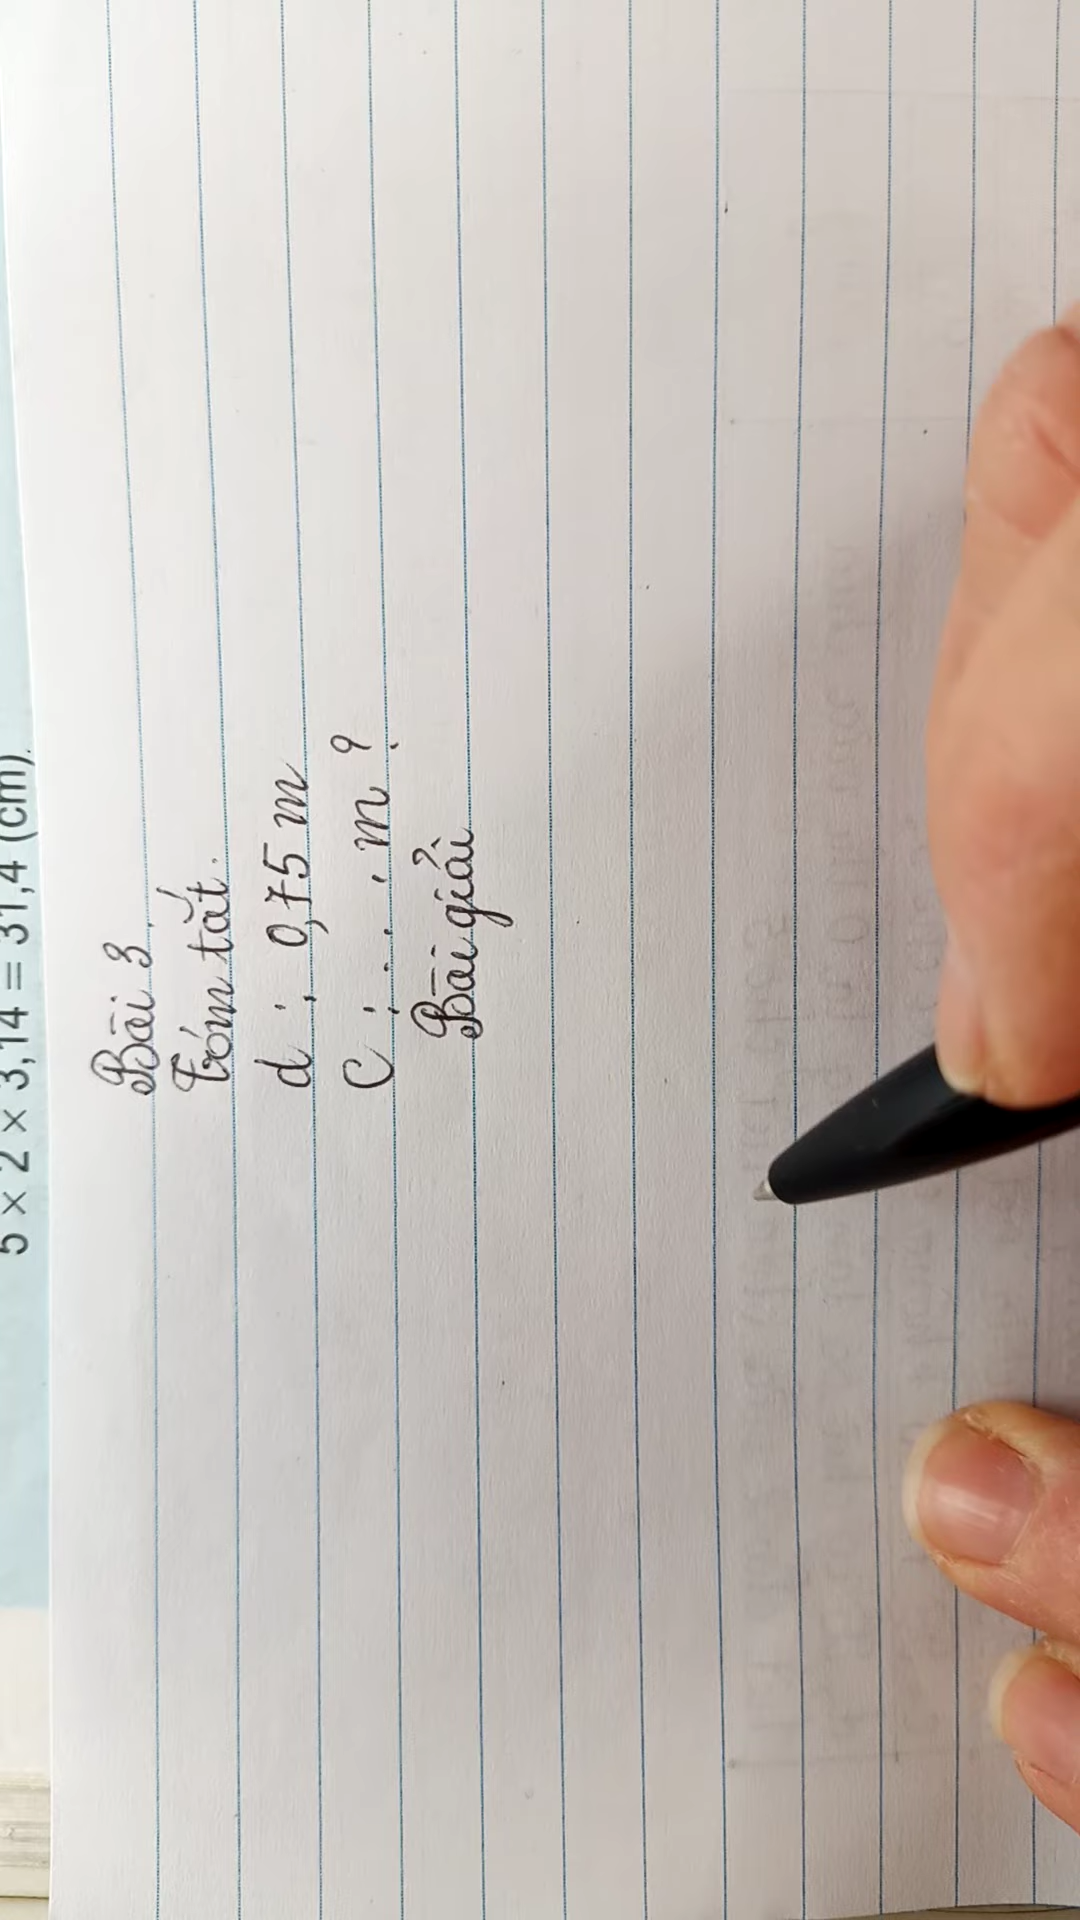 5 × 2 × 3,14 = 31,4 (cm).
Bài 3.
Tóm tắt.
d : 0,75 m
C : . . . m ?
Bài giải